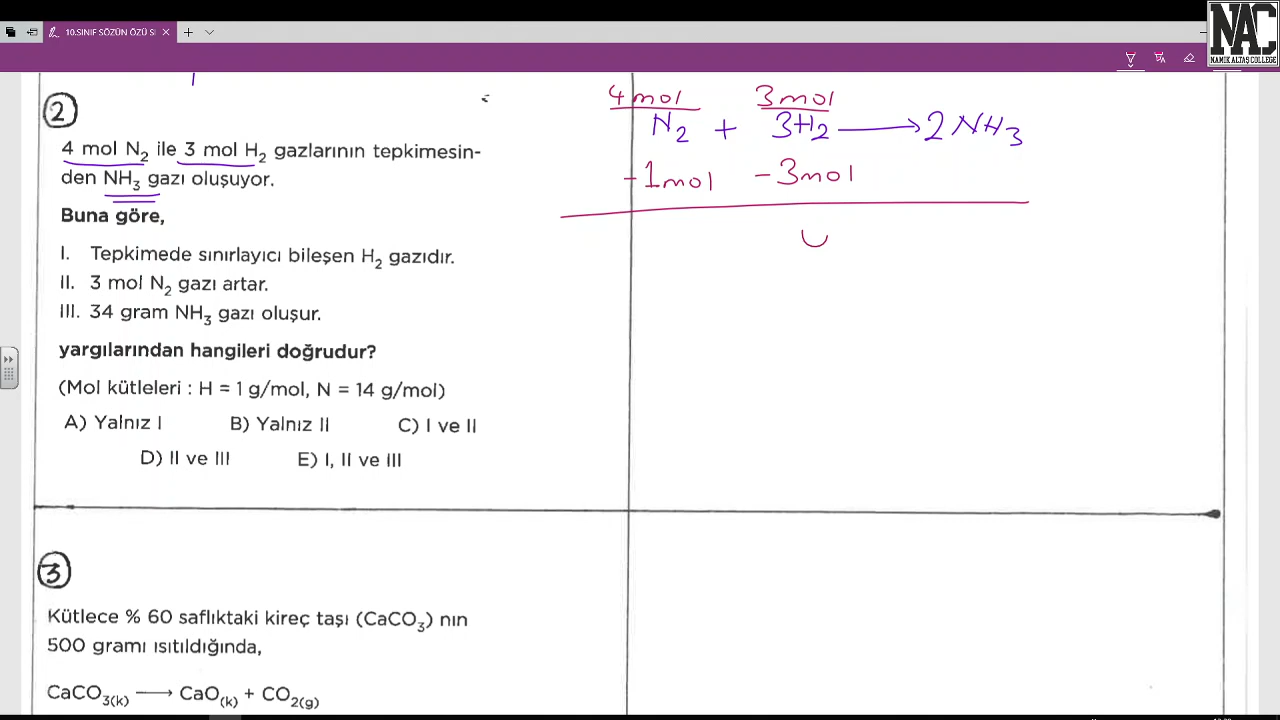 10.SINIF SÖZÜN ÖZÜ S
NAC
NAMIK ALTAŞ COLLEGE
2
4 mol N₂ ile 3 mol H₂ gazlarının tepkimesin-
den NH₃ gazı oluşuyor.
Buna göre,
I. Tepkimede sınırlayıcı bileşen H₂ gazıdır.
II. 3 mol N₂ gazı artar.
III. 34 gram NH₃ gazı oluşur.
yargılarından hangileri doğrudur?
(Mol kütleleri : H = 1 g/mol, N = 14 g/mol)
A) Yalnız I B) Yalnız II C) I ve II
D) II ve III E) I, II ve III
4mol 3mol
N₂ + 3H₂ ⟶ 2NH₃
-1mol -3mol
3
Kütlece % 60 saflıktaki kireç taşı (CaCO₃) nın
500 gramı ısıtıldığında,
CaCO₃(k) ⟶ CaO(k) + CO₂(g)